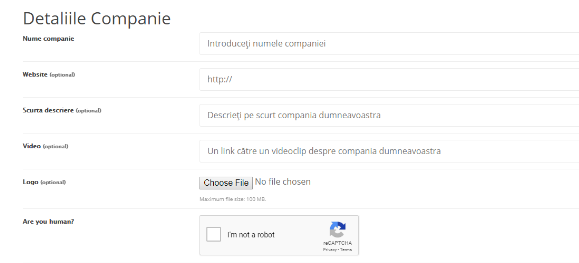 Detaliile Companie
Nume companie
Introduceți numele companiei
Website (optional)
http://
Scurta descriere (optional)
Descrieți pe scurt compania dumneavoastra
Video (optional)
Un link către un videoclip despre compania dumneavoastra
Logo (optional)
Choose File No file chosen
Maximum file size: 100 MB.
Are you human?
I'm not a robot
reCAPTCHA
Privacy - Terms